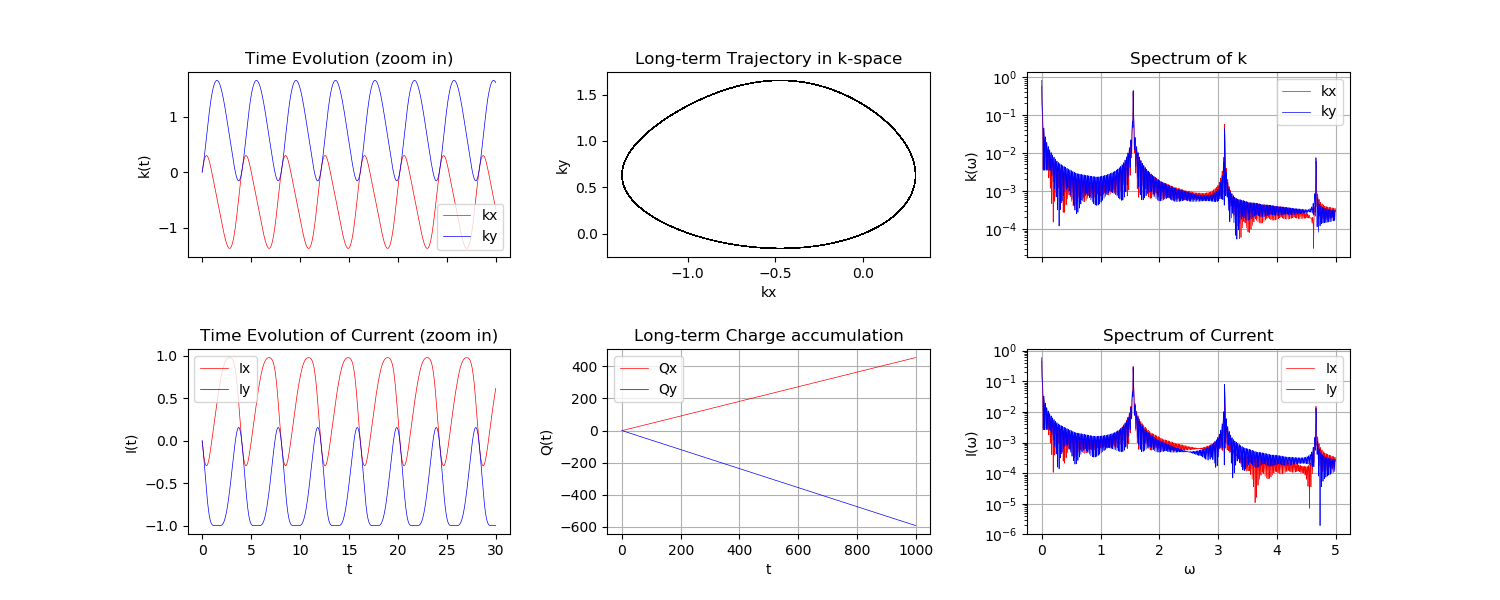 Time Evolution (zoom in)
k(t)
1
0
−1
kx
ky
Long-term Trajectory in k-space
ky
1.5
1.0
0.5
0.0
−1.0 −0.5 0.0
kx
Spectrum of k
k(ω)
10⁰
10⁻¹
10⁻²
10⁻³
10⁻⁴
kx
ky
Time Evolution of Current (zoom in)
I(t)
1.0
0.5
0.0
−0.5
−1.0
Ix
Iy
0 5 10 15 20 25 30
t
Long-term Charge accumulation
Q(t)
400
200
0
−200
−400
−600
Qx
Qy
0 200 400 600 800 1000
t
Spectrum of Current
I(ω)
10⁰
10⁻¹
10⁻²
10⁻³
10⁻⁴
10⁻⁵
10⁻⁶
Ix
Iy
0 1 2 3 4 5
ω